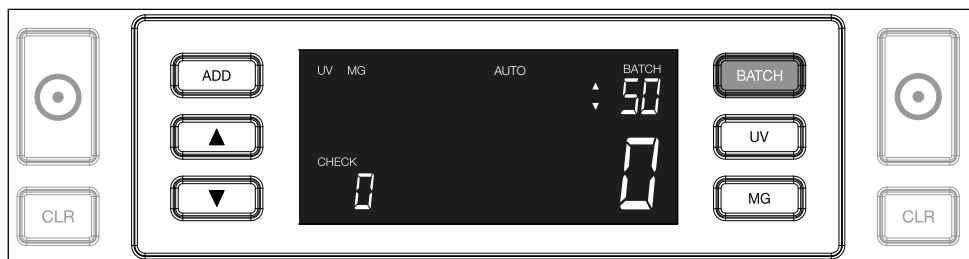 ADD
CLR
UV MG
AUTO
BATCH
50
CHECK
0
0
BATCH
UV
MG
CLR